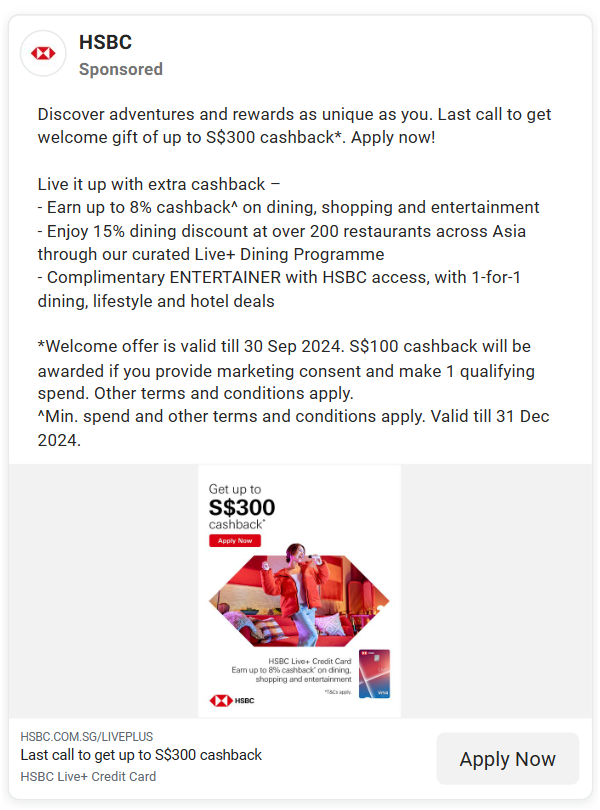 HSBC
Sponsored
Discover adventures and rewards as unique as you. Last call to get
welcome gift of up to S$300 cashback*. Apply now!
Live it up with extra cashback –
- Earn up to 8% cashback^ on dining, shopping and entertainment
- Enjoy 15% dining discount at over 200 restaurants across Asia
through our curated Live+ Dining Programme
- Complimentary ENTERTAINER with HSBC access, with 1-for-1
dining, lifestyle and hotel deals
*Welcome offer is valid till 30 Sep 2024. S$100 cashback will be
awarded if you provide marketing consent and make 1 qualifying
spend. Other terms and conditions apply.
^Min. spend and other terms and conditions apply. Valid till 31 Dec
2024.
Get up to
S$300
cashback*
Apply Now
HSBC Live+ Credit Card
Earn up to 8% cashback^ on dining,
shopping and entertainment
*T&Cs apply.
VISA
HSBC
HSBC.COM.SG/LIVEPLUS
Last call to get up to S$300 cashback
HSBC Live+ Credit Card
Apply Now